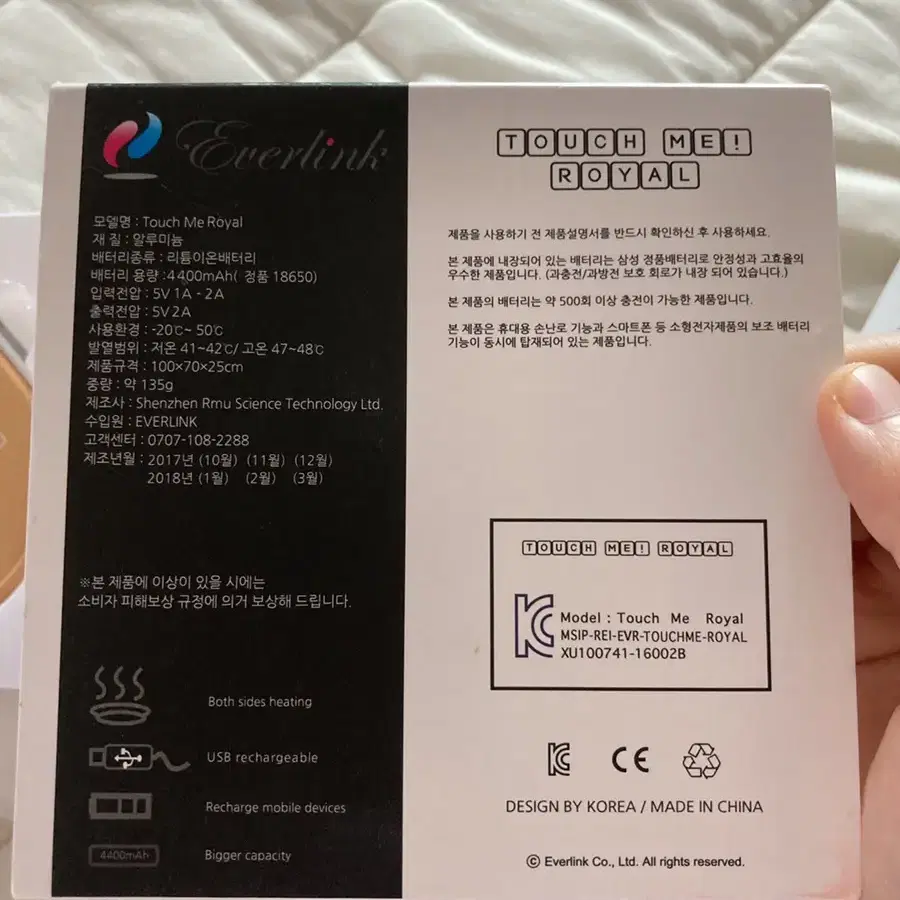 Everlink
모델명 : Touch Me Royal
재 질 : 알루미늄
배터리종류 : 리튬이온배터리
배터리 용량 : 4400mAh( 정품 18650)
입력전압 : 5V 1A - 2A
출력전압 : 5V 2A
사용환경 : -20℃~ 50℃
발열범위 : 저온 41~42℃/ 고온 47~48℃
제품규격 : 100×70×25cm
중량 : 약 135g
제조사 : Shenzhen Rmu Science Technology Ltd.
수입원 : EVERLINK
고객센터 : 0707-108-2288
제조년월 : 2017년 (10월) (11월) (12월)
2018년 (1월) (2월) (3월)
※본 제품에 이상이 있을 시에는
소비자 피해보상 규정에 의거 보상해 드립니다.
Both sides heating
USB rechargeable
Recharge mobile devices
4400mAh
Bigger capacity
TOUCH ME!
ROYAL
제품을 사용하기 전 제품설명서를 반드시 확인하신 후 사용하세요.
본 제품에 내장되어 있는 배터리는 삼성 정품배터리로 안정성과 고효율의
우수한 제품입니다. (과충전/과방전 보호 회로가 내장 되어 있습니다.)
본 제품의 배터리는 약 500회 이상 충전이 가능한 제품입니다.
본 제품은 휴대용 손난로 기능과 스마트폰 등 소형전자제품의 보조 배터리
기능이 동시에 탑재되어 있는 제품입니다.
TOUCH ME! ROYAL
Model : Touch Me Royal
MSIP-REI-EVR-TOUCHME-ROYAL
XU100741-16002B
CE
DESIGN BY KOREA / MADE IN CHINA
© Everlink Co., Ltd. All rights reserved.